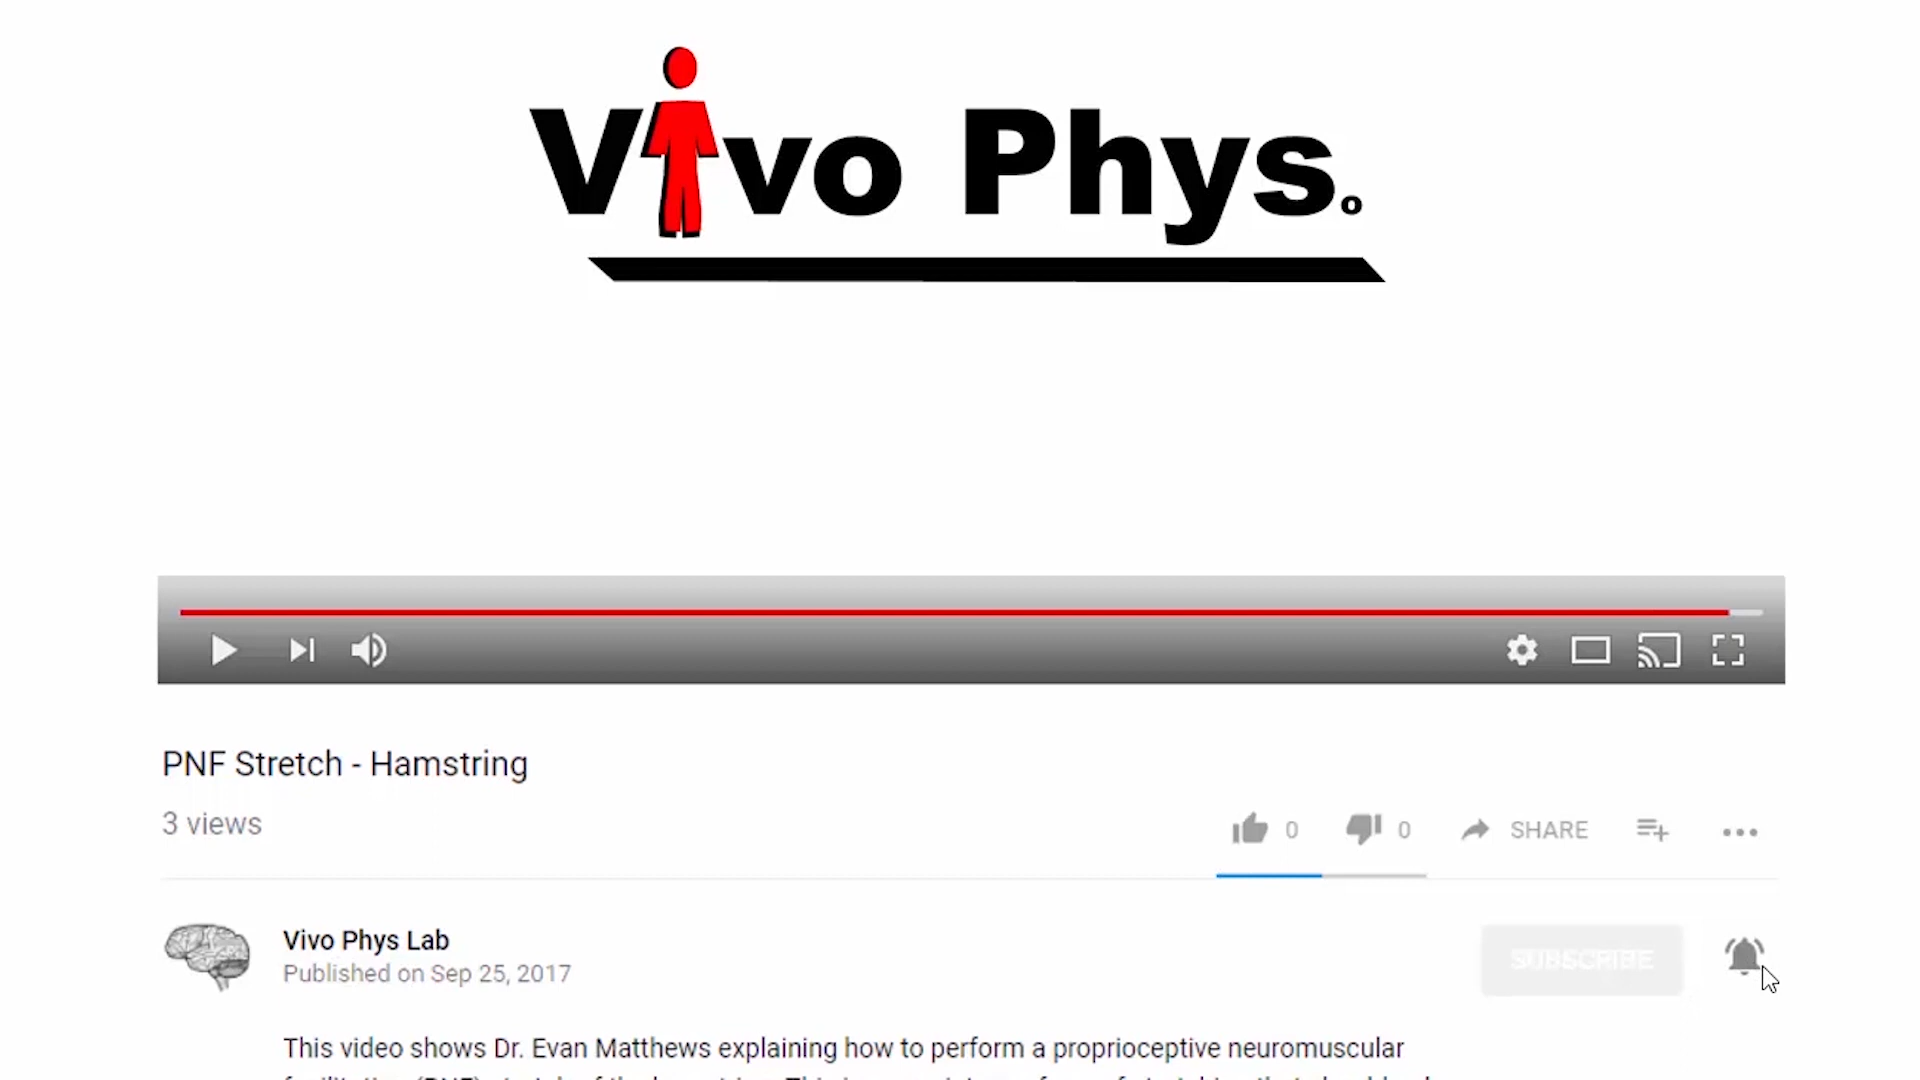 Vivo Phys.
PNF Stretch - Hamstring
3 views
0 0 SHARE
Vivo Phys Lab
SUBSCRIBE
Published on Sep 25, 2017
This video shows Dr. Evan Matthews explaining how to perform a proprioceptive neuromuscular